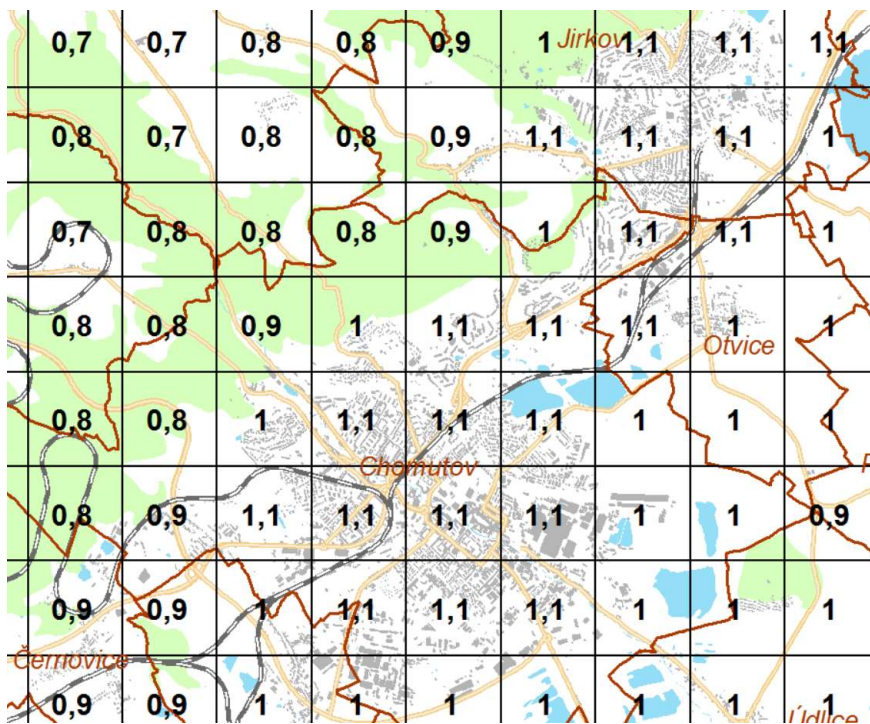 0,7 0,7 0,8 0,8 0,9 1 1,1 1,1 1,1
Jirkov
0,8 0,7 0,8 0,8 0,9 1,1 1,1 1,1 1
0,7 0,8 0,8 0,8 0,9 1 1,1 1,1 1
0,8 0,8 0,9 1 1,1 1,1 1,1 1 1
Otvice
0,8 0,8 1 1,1 1,1 1,1 1 1 1
Chomutov
0,8 0,9 1,1 1,1 1,1 1,1 1 1 0,9
0,9 0,9 1 1,1 1,1 1,1 1 1 1
Černovice
0,9 0,9 1 1 1 1 1 1 1
Údlice